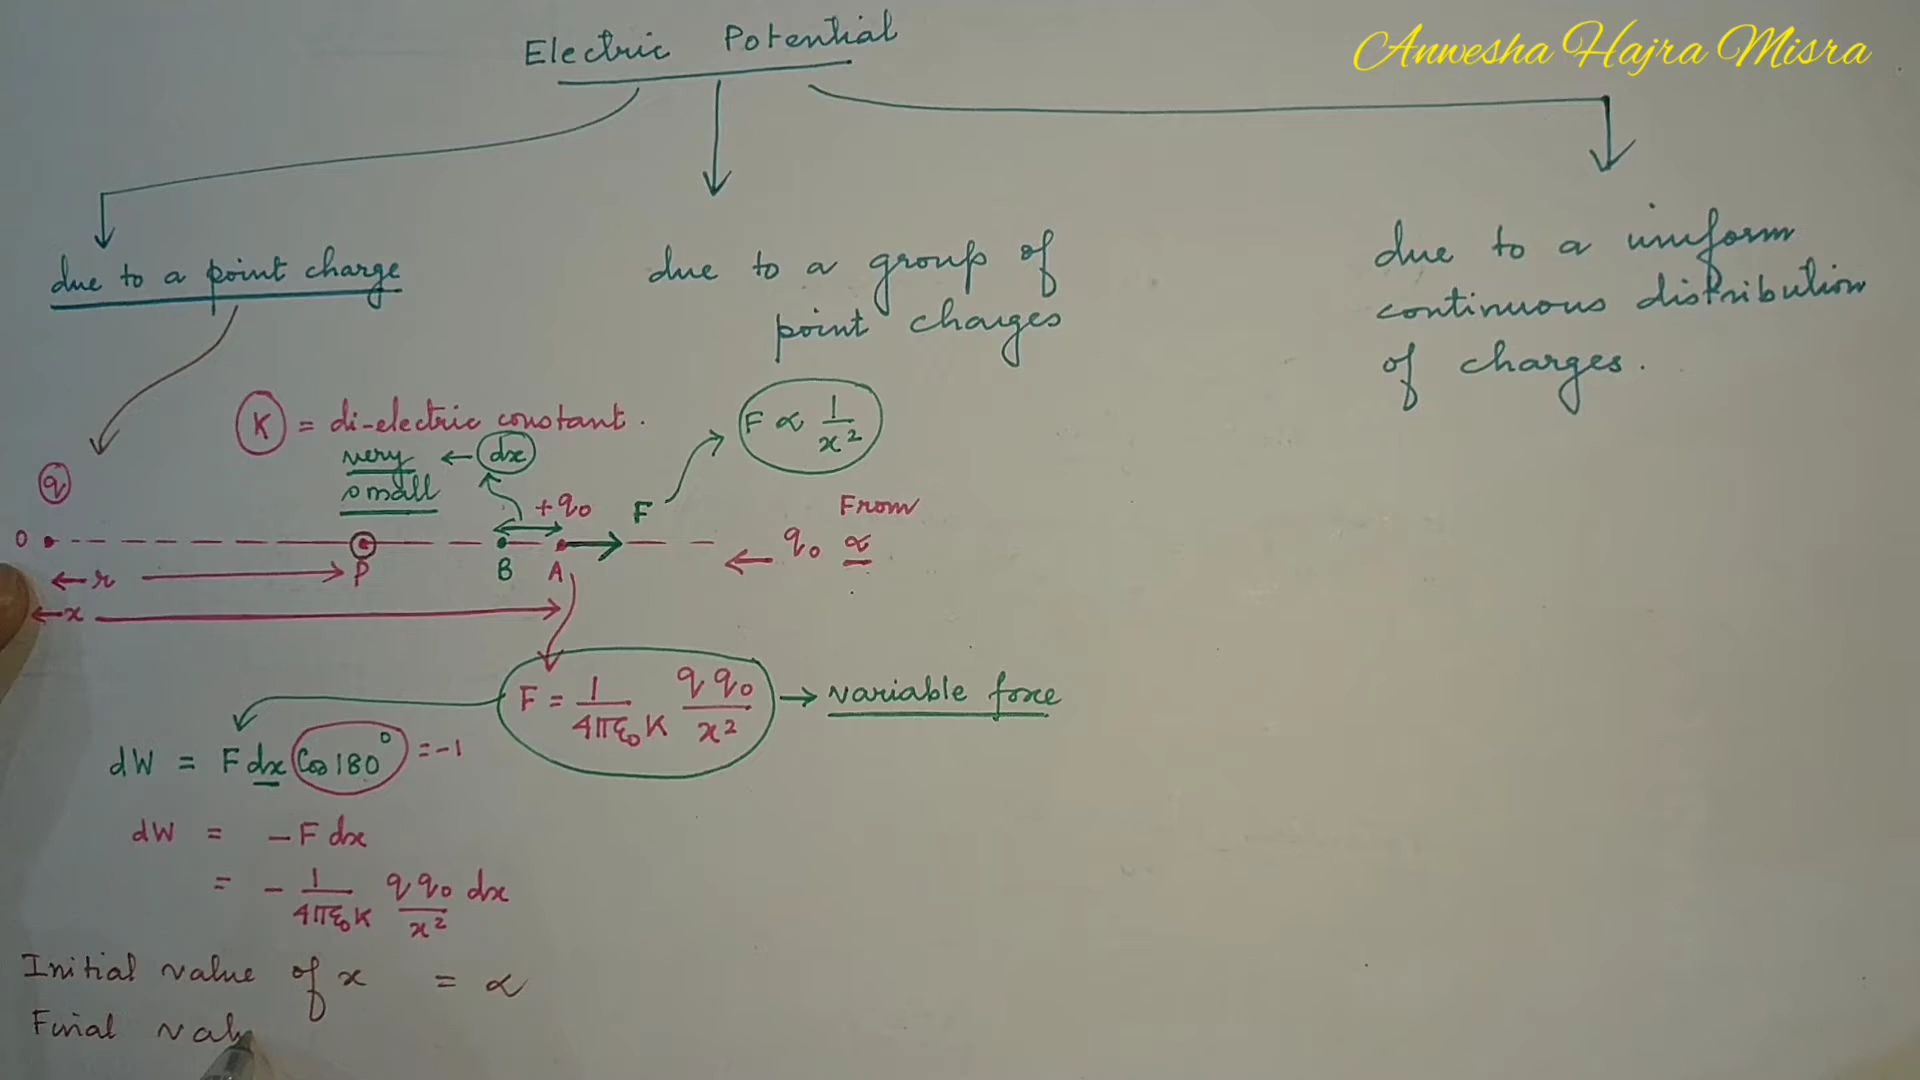 Electric Potential
Anwesha Hajra Misra
due to a point charge
due to a group of
point charges
due to a uniform
continuous distribution
of charges.
K = di-electric constant.
very ← dx
small
F ∝ 1/x²
q
+q₀
F
From
O
q₀ ∝
← r → P
B A
← x →
F = 1/4πε₀K qq₀/x² → variable force
dW = F dx Cos 180° = -1
dW = - F dx
= - 1/4πε₀K qq₀/x² dx
Initial value of x = ∝
Final valu